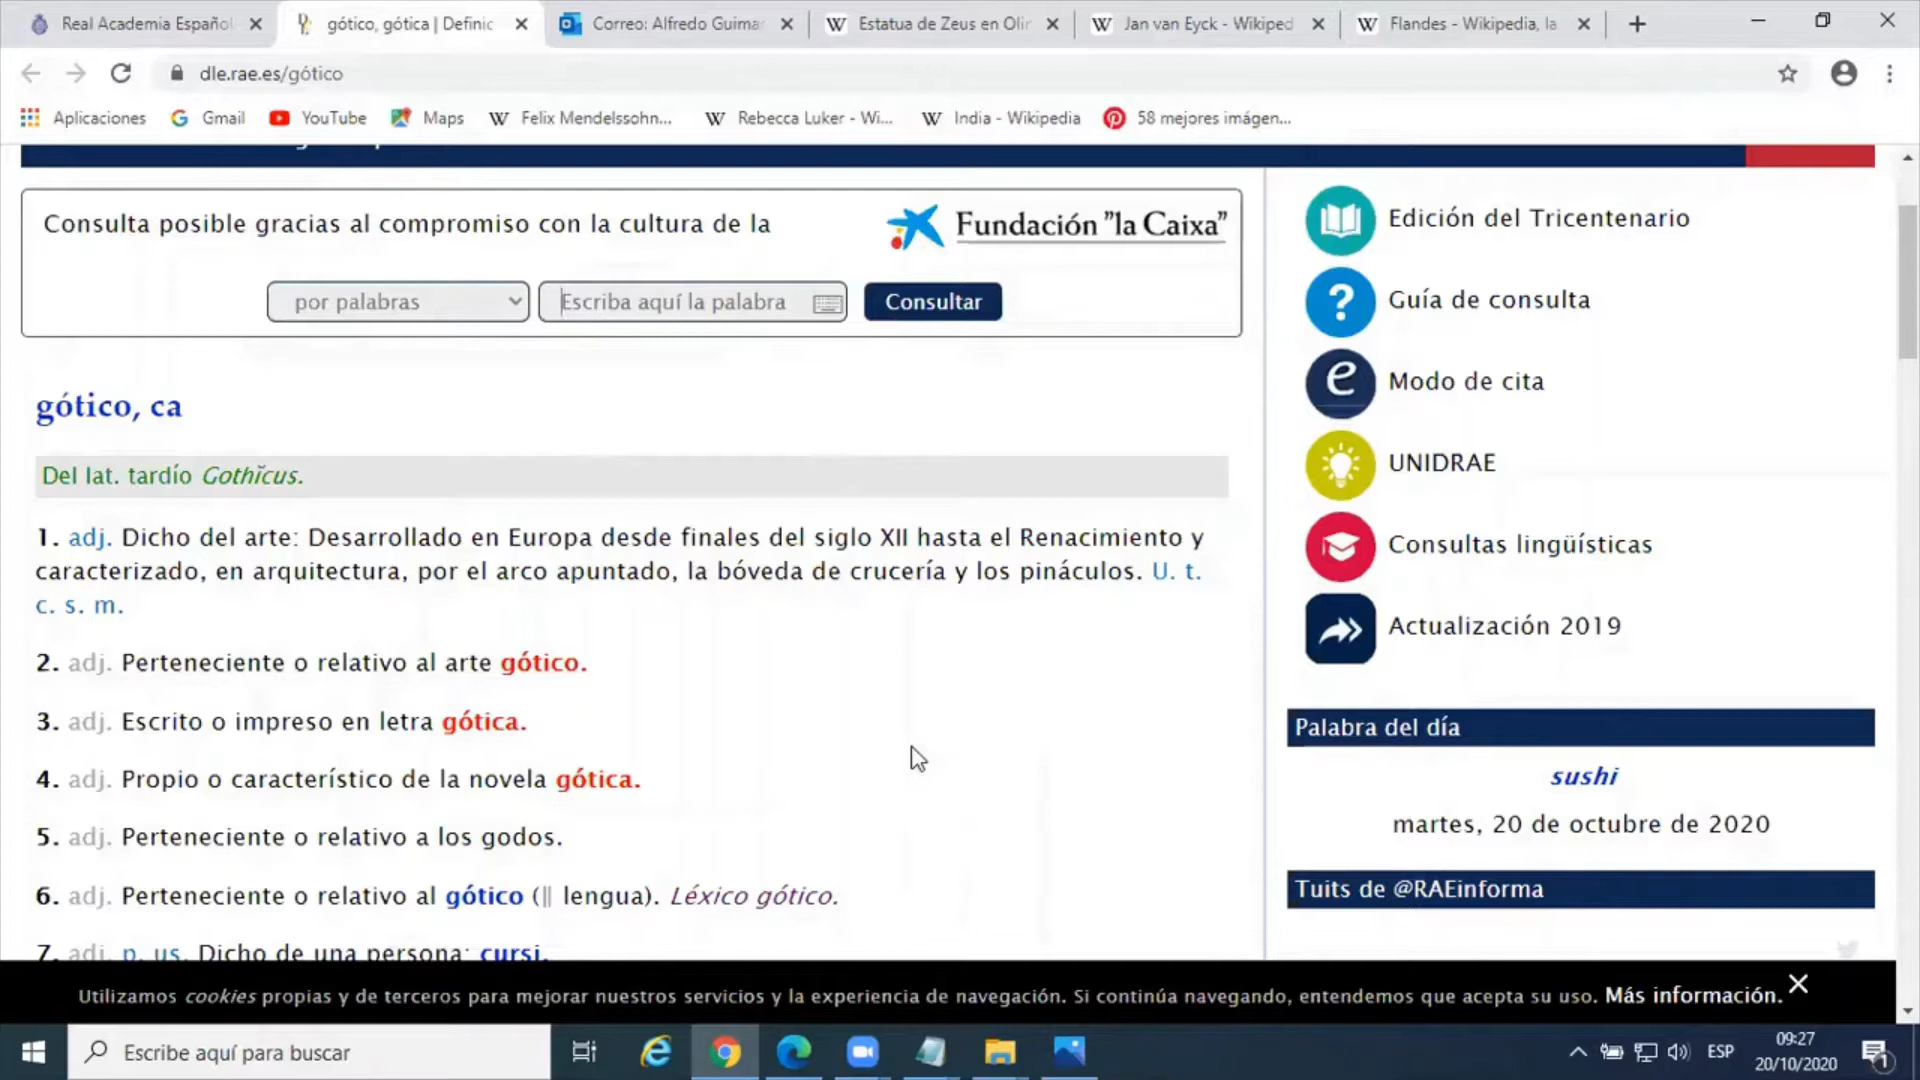 Real Academia Español
gótico, gótica | Definic
Correo: Alfredo Guimar
Estatua de Zeus en Olim
Jan van Eyck - Wikiped
Flandes - Wikipedia, la
dle.rae.es/gótico
Aplicaciones
Gmail
YouTube
Maps
Felix Mendelssohn...
Rebecca Luker - Wi...
India - Wikipedia
58 mejores imágen...
Consulta posible gracias al compromiso con la cultura de la
Fundación "la Caixa"
por palabras
Escriba aquí la palabra
Consultar
gótico, ca
Del lat. tardío Gothĭcus.
1. adj. Dicho del arte: Desarrollado en Europa desde finales del siglo XII hasta el Renacimiento y
caracterizado, en arquitectura, por el arco apuntado, la bóveda de crucería y los pináculos. U. t.
c. s. m.
2. adj. Perteneciente o relativo al arte gótico.
3. adj. Escrito o impreso en letra gótica.
4. adj. Propio o característico de la novela gótica.
5. adj. Perteneciente o relativo a los godos.
6. adj. Perteneciente o relativo al gótico (‖ lengua). Léxico gótico.
7. adj. p. us. Dicho de una persona: cursi.
Edición del Tricentenario
Guía de consulta
Modo de cita
UNIDRAE
Consultas lingüísticas
Actualización 2019
Palabra del día
sushi
martes, 20 de octubre de 2020
Tuits de @RAEinforma
Utilizamos cookies propias y de terceros para mejorar nuestros servicios y la experiencia de navegación. Si continúa navegando, entendemos que acepta su uso. Más información.
Escribe aquí para buscar
ESP
09:27
20/10/2020
1